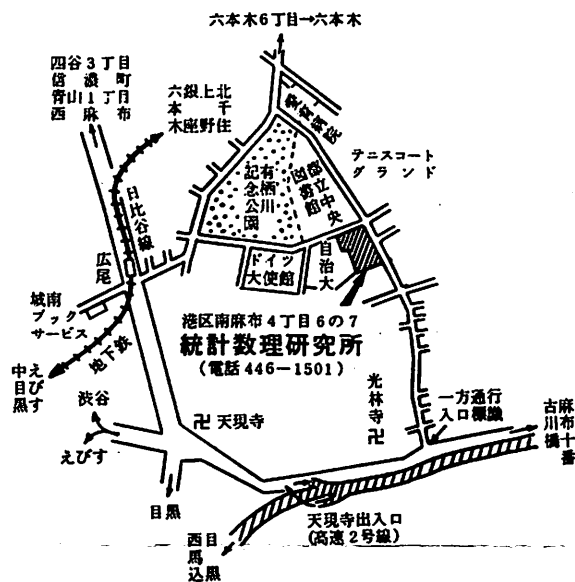 六本木6丁目→六本木
四谷3丁目
信濃町
青山1丁目
西麻布
六本木
銀座
上野
北千住
愛育病院
テニスコート
グランド
有栖川
記念公園
都立中央
図書館
日比谷線
広尾
ドイツ
大使館
自治大
城南
ブック
サービス
地下鉄
えびす
中目黒
港区南麻布4丁目6の7
統計数理研究所
(電話 446-1501)
渋谷
卍 天現寺
えびす
目黒
光林寺 卍
一方通行
入口標識
麻布十番
古川橋
天現寺出入口
(高速2号線)
目黒
西馬込